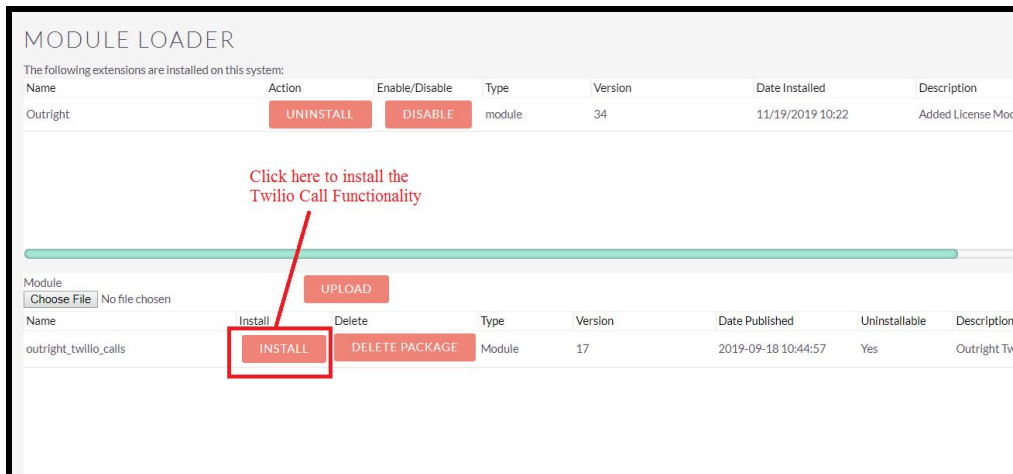 MODULE LOADER
The following extensions are installed on this system:
Name Action Enable/Disable Type Version Date Installed Description
Outright UNINSTALL DISABLE module 34 11/19/2019 10:22 Added License Mod
Click here to install the
Twilio Call Functionality
Module
Choose File No file chosen UPLOAD
Name Install Delete Type Version Date Published Uninstallable Description
outright_twilio_calls INSTALL DELETE PACKAGE Module 17 2019-09-18 10:44:57 Yes Outright Tw